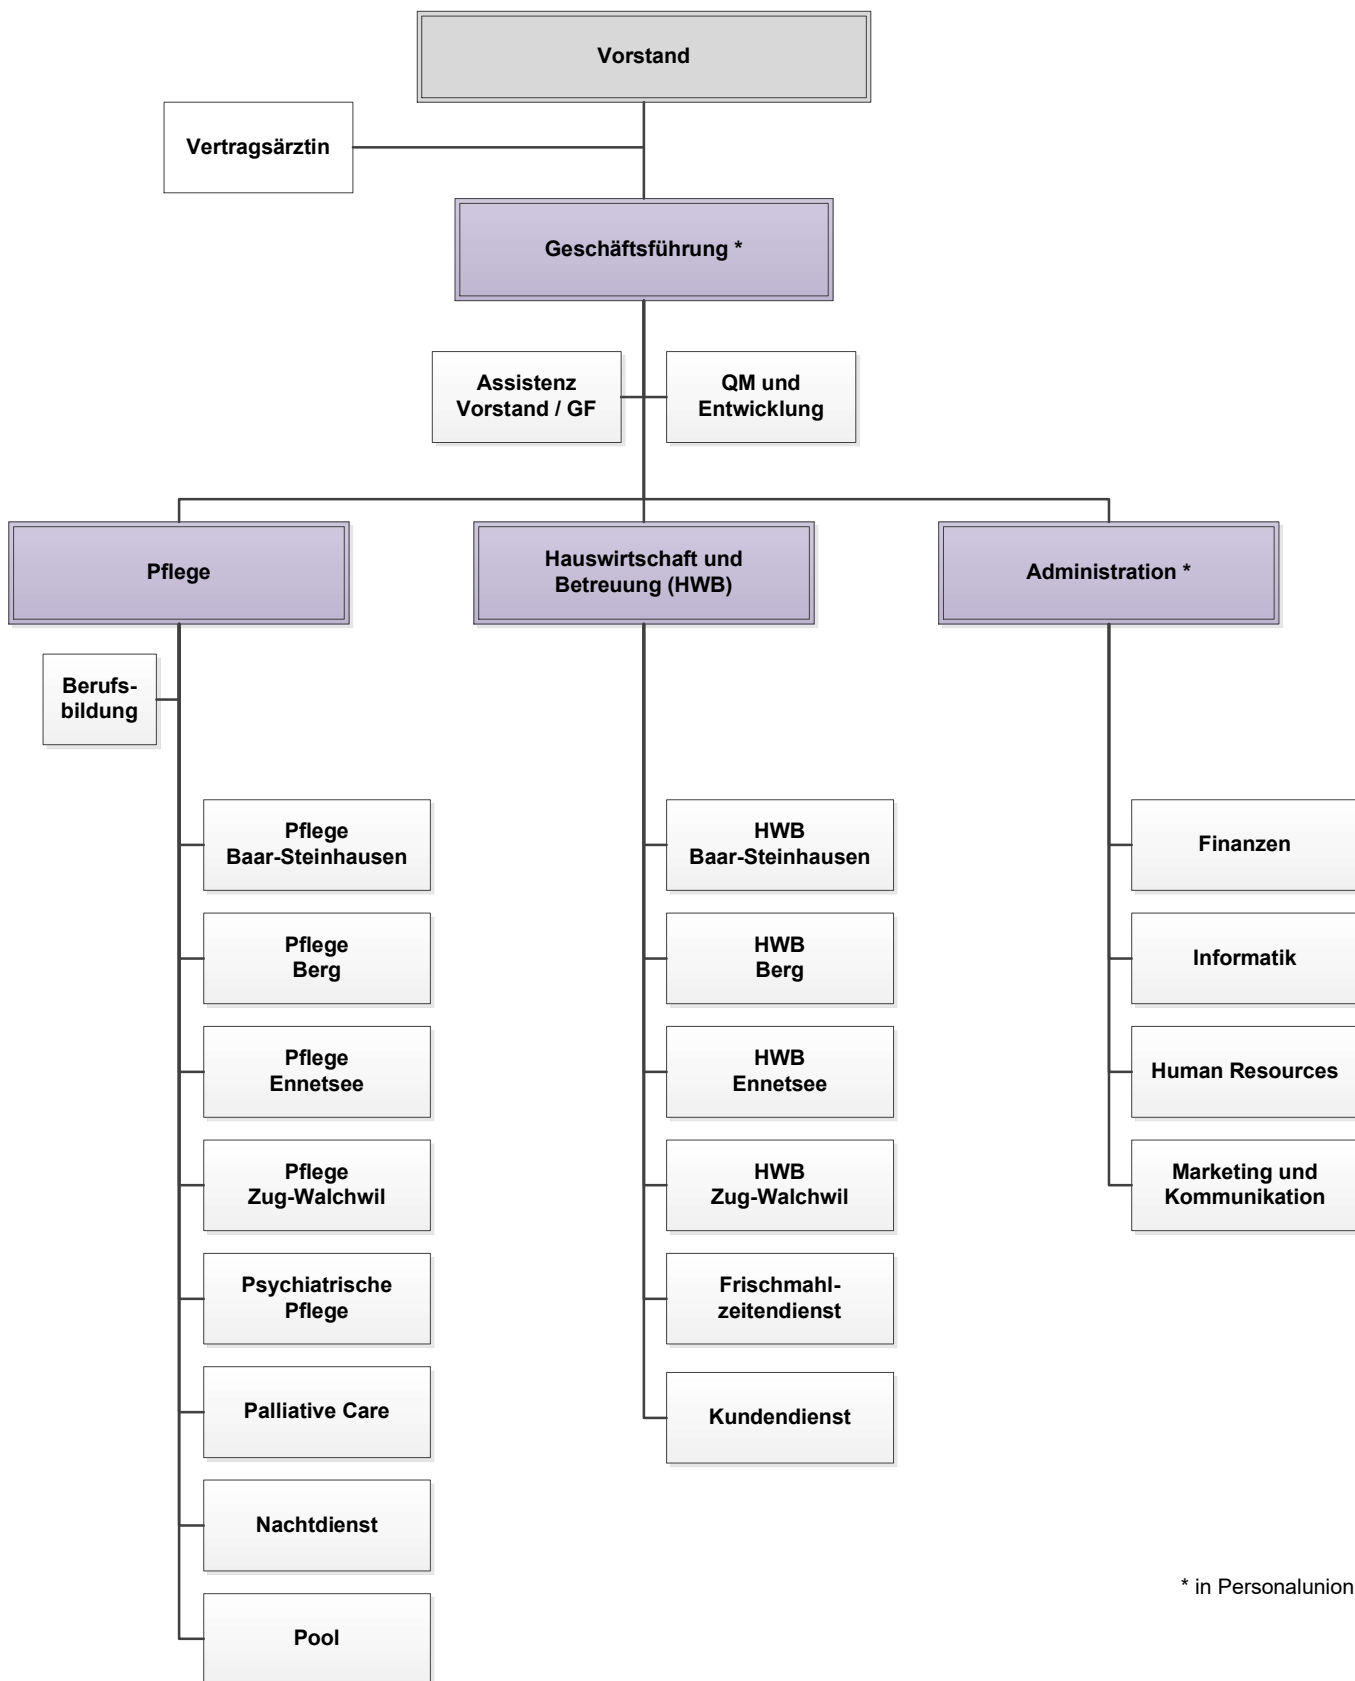 Vorstand
Vertragsärztin
Geschäftsführung *
Assistenz
Vorstand / GF
QM und
Entwicklung
Pflege
Hauswirtschaft und
Betreuung (HWB)
Administration *
Berufs-
bildung
Pflege
Baar-Steinhausen
Pflege
Berg
Pflege
Ennetsee
Pflege
Zug-Walchwil
Psychiatrische
Pflege
Palliative Care
Nachtdienst
Pool
HWB
Baar-Steinhausen
HWB
Berg
HWB
Ennetsee
HWB
Zug-Walchwil
Frischmahl-
zeitendienst
Kundendienst
Finanzen
Informatik
Human Resources
Marketing und
Kommunikation
* in Personalunion